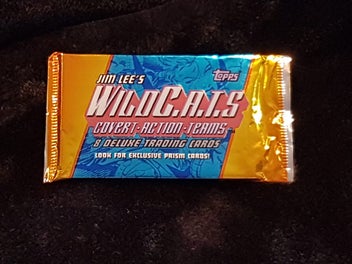 JIM LEE'S
TOPPS
WILDC.A.T.S
COVERT-ACTION-TEAMS
8 DELUXE TRADING CARDS
LOOK FOR EXCLUSIVE PRISM CARDS!